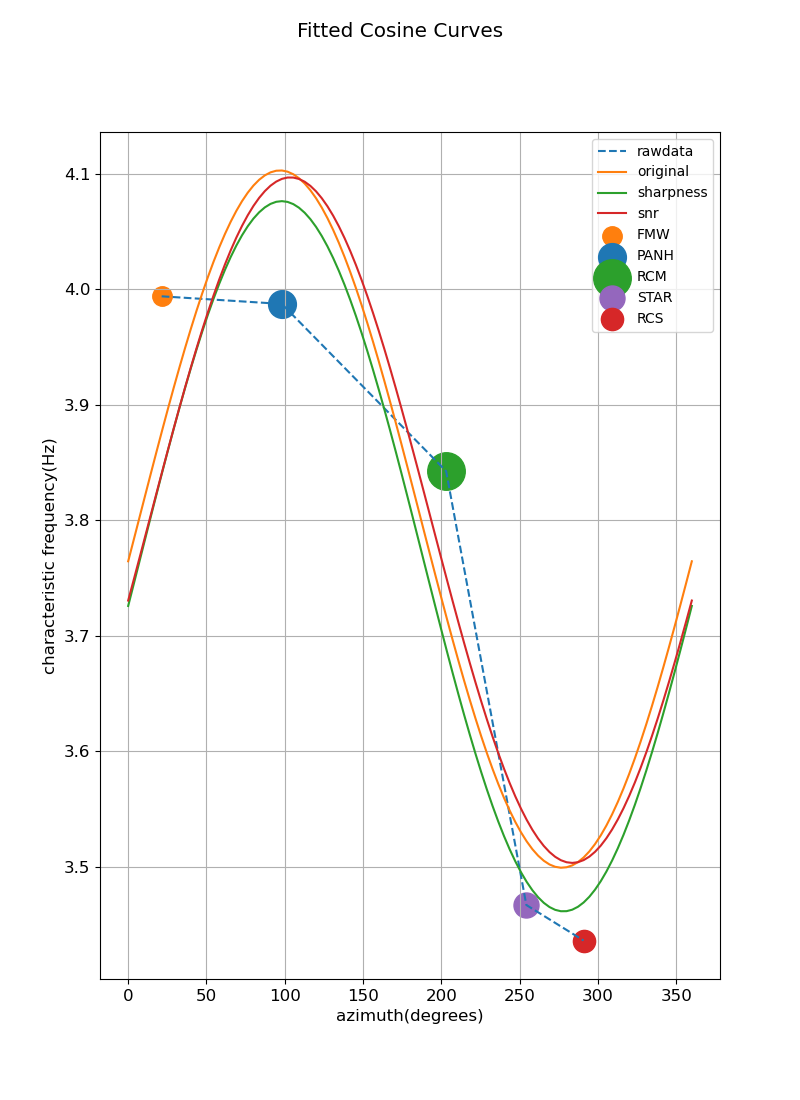 Fitted Cosine Curves
rawdata
original
sharpness
snr
FMW
PANH
RCM
STAR
RCS
4.1
4.0
3.9
3.8
3.7
3.6
3.5
characteristic frequency(Hz)
0 50 100 150 200 250 300 350
azimuth(degrees)